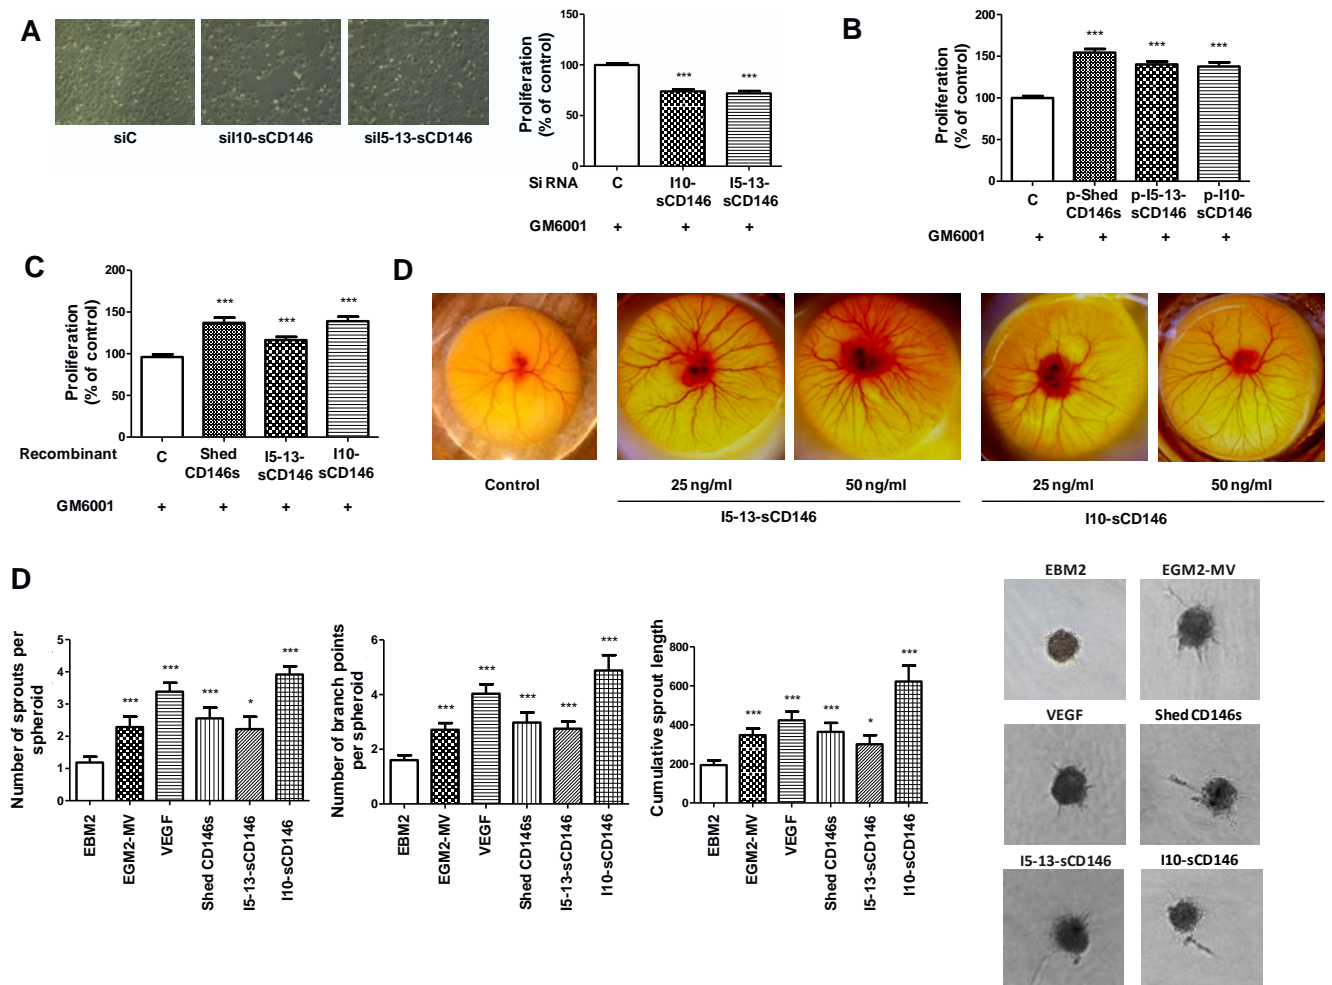 A
siC
siI10-sCD146
siI5-13-sCD146
Proliferation
(% of control)
150
100
50
0
***
***
Si RNA
C
I10-
sCD146
I5-13-
sCD146
GM6001
+
+
+
B
Proliferation
(% of control)
200
150
100
50
0
***
***
***
C
p-Shed
CD146s
p-I5-13-
sCD146
p-I10-
sCD146
GM6001
+
+
+
+
C
Proliferation
(% of control)
200
150
100
50
0
***
***
***
Recombinant
C
Shed
CD146s
I5-13-
sCD146
I10-
sCD146
GM6001
+
+
+
+
D
Control
25 ng/ml
50 ng/ml
I5-13-sCD146
25 ng/ml
50 ng/ml
I10-sCD146
D
Number of sprouts per
spheroid
5
4
3
2
1
0
***
***
***
*
***
EBM2
EGM2-MV
VEGF
Shed CD146s
I5-13-sCD146
I10-sCD146
Number of branch points
per spheroid
6
4
2
0
***
***
***
***
***
EBM2
EGM2-MV
VEGF
Shed CD146s
I5-13-sCD146
I10-sCD146
Cumulative sprout length
800
600
400
200
0
***
***
***
*
***
EBM2
EGM2-MV
VEGF
Shed CD146s
I5-13-sCD146
I10-sCD146
EBM2
EGM2-MV
VEGF
Shed CD146s
I5-13-sCD146
I10-sCD146